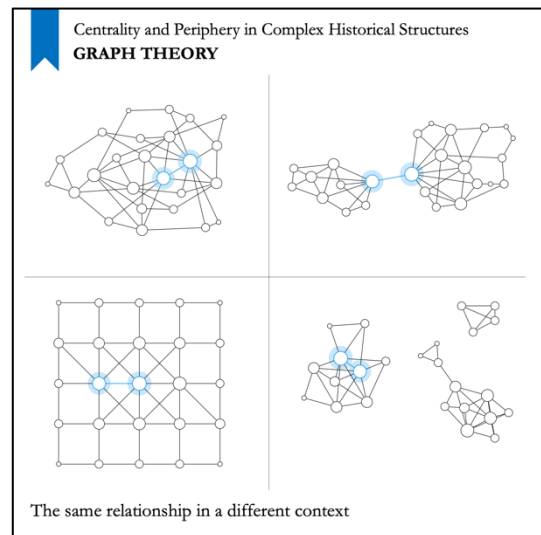 Centrality and Periphery in Complex Historical Structures
GRAPH THEORY
The same relationship in a different context